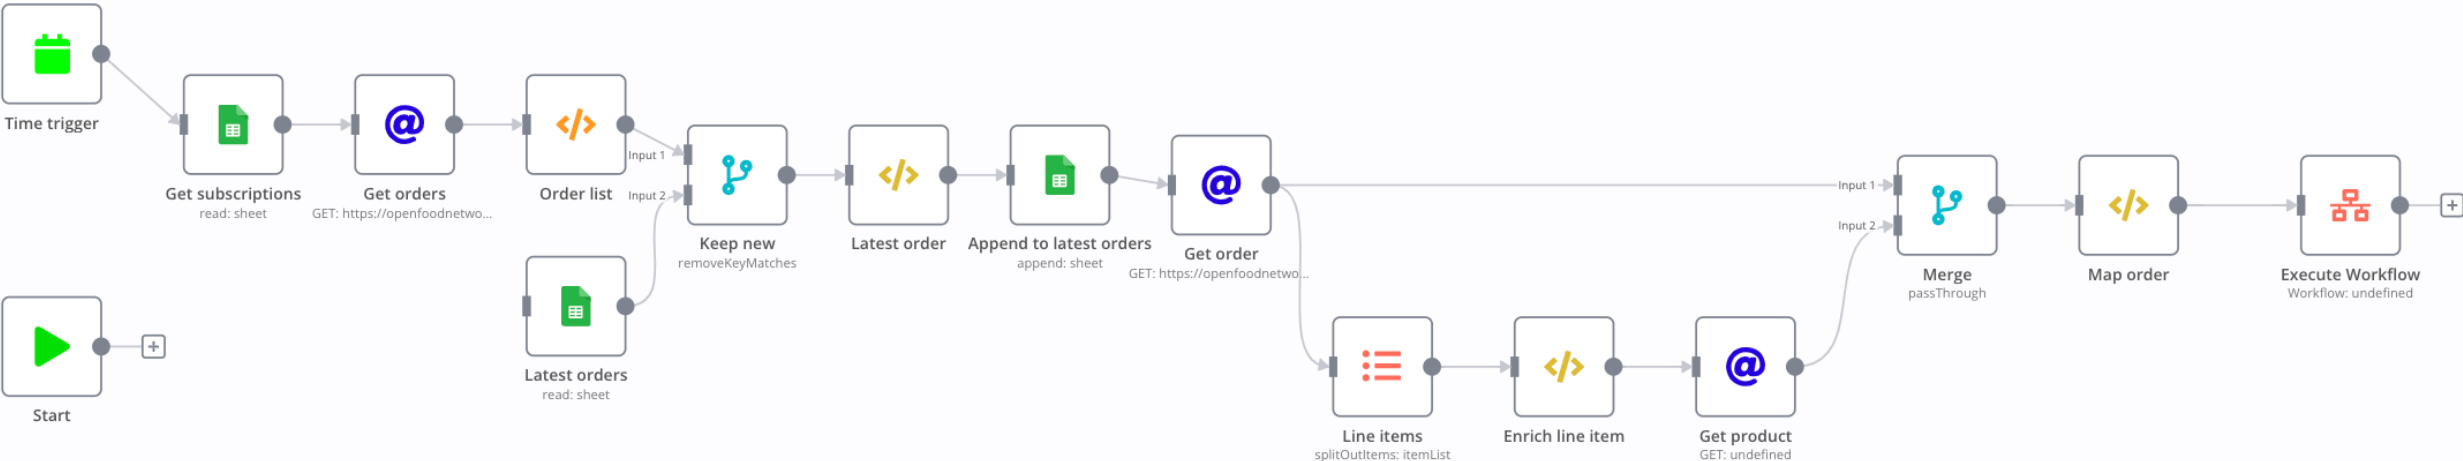 Time trigger
Get subscriptions
read: sheet
Get orders
GET: https://openfoodnetwo...
Order list
Input 1
Input 2
Keep new
removeKeyMatches
Latest order
Append to latest orders
append: sheet
Get order
GET: https://openfoodnetwo...
Input 1
Input 2
Merge
passThrough
Map order
Execute Workflow
Workflow: undefined
Start
Latest orders
read: sheet
Line items
splitOutItems: itemList
Enrich line item
Get product
GET: undefined